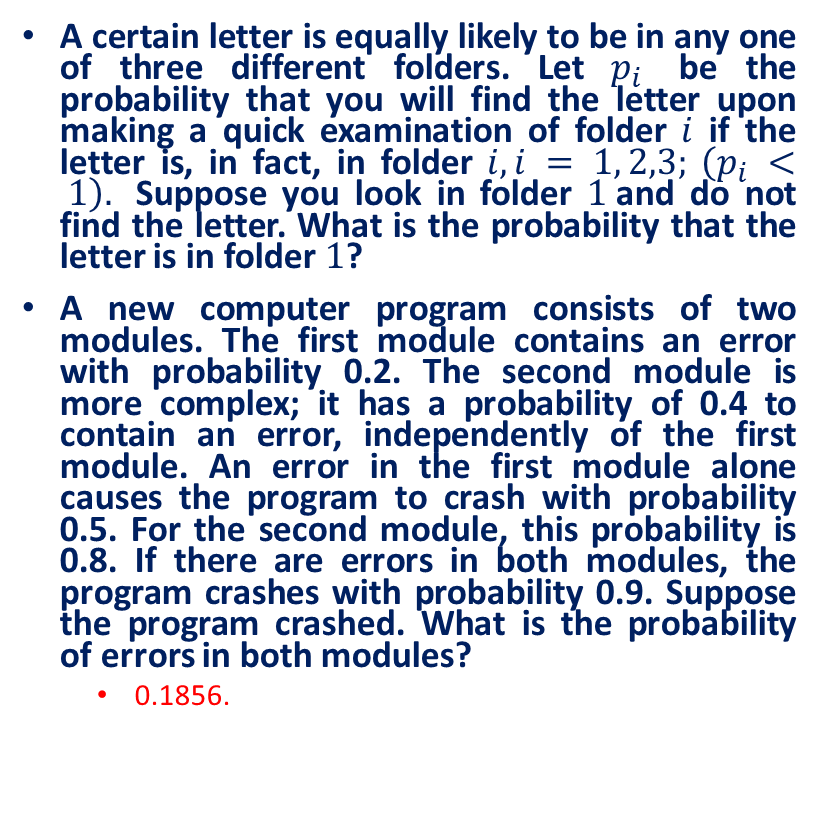 • A certain letter is equally likely to be in any one
of three different folders. Let 𝑝ᵢ be the
probability that you will find the letter upon
making a quick examination of folder 𝑖 if the
letter is, in fact, in folder 𝑖, 𝑖 = 1,2,3; (𝑝ᵢ <
1). Suppose you look in folder 1 and do not
find the letter. What is the probability that the
letter is in folder 1?
• A new computer program consists of two
modules. The first module contains an error
with probability 0.2. The second module is
more complex; it has a probability of 0.4 to
contain an error, independently of the first
module. An error in the first module alone
causes the program to crash with probability
0.5. For the second module, this probability is
0.8. If there are errors in both modules, the
program crashes with probability 0.9. Suppose
the program crashed. What is the probability
of errors in both modules?
• 0.1856.